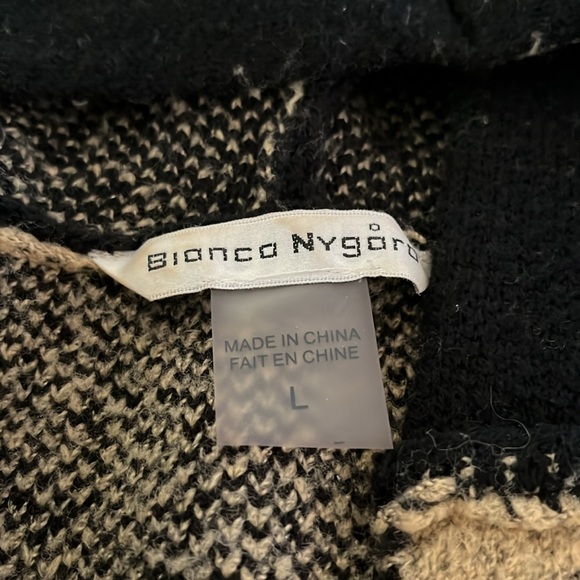 Bianca Nygård
MADE IN CHINA
FAIT EN CHINE
L